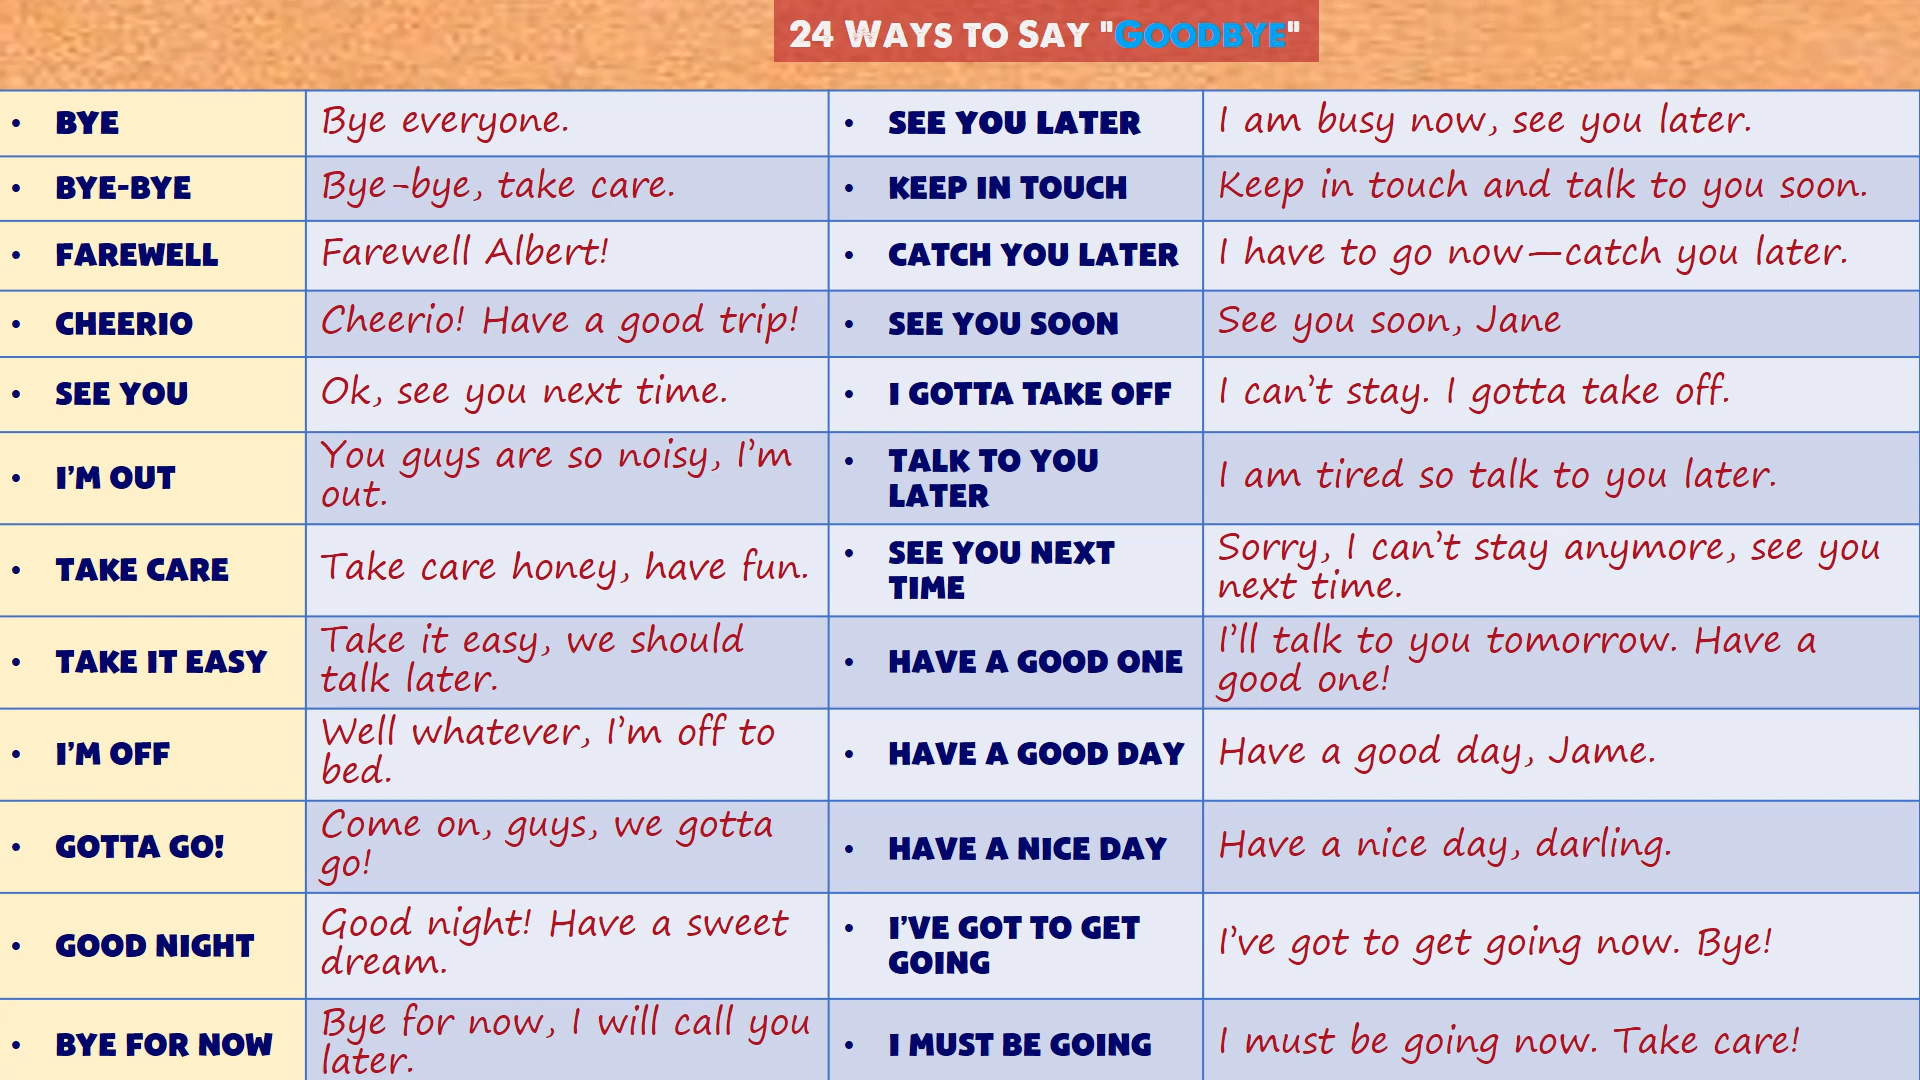 24 Ways to Say "Goodbye"
• BYE Bye everyone. • SEE YOU LATER I am busy now, see you later.
• BYE-BYE Bye-bye, take care. • KEEP IN TOUCH Keep in touch and talk to you soon.
• FAREWELL Farewell Albert! • CATCH YOU LATER I have to go now—catch you later.
• CHEERIO Cheerio! Have a good trip! • SEE YOU SOON See you soon, Jane
• SEE YOU Ok, see you next time. • I GOTTA TAKE OFF I can't stay. I gotta take off.
• I'M OUT
You guys are so noisy, I'm
out.
• TALK TO YOU
LATER
I am tired so talk to you later.
• TAKE CARE Take care honey, have fun.
• SEE YOU NEXT
TIME
Sorry, I can't stay anymore, see you
next time.
• TAKE IT EASY
Take it easy, we should
talk later.
• HAVE A GOOD ONE
I'll talk to you tomorrow. Have a
good one!
• I'M OFF
Well whatever, I'm off to
bed.
• HAVE A GOOD DAY Have a good day, Jame.
• GOTTA GO!
Come on, guys, we gotta
go!
• HAVE A NICE DAY Have a nice day, darling.
• GOOD NIGHT
Good night! Have a sweet
dream.
• I'VE GOT TO GET
GOING
I've got to get going now. Bye!
• BYE FOR NOW
Bye for now, I will call you
later.
• I MUST BE GOING I must be going now. Take care!